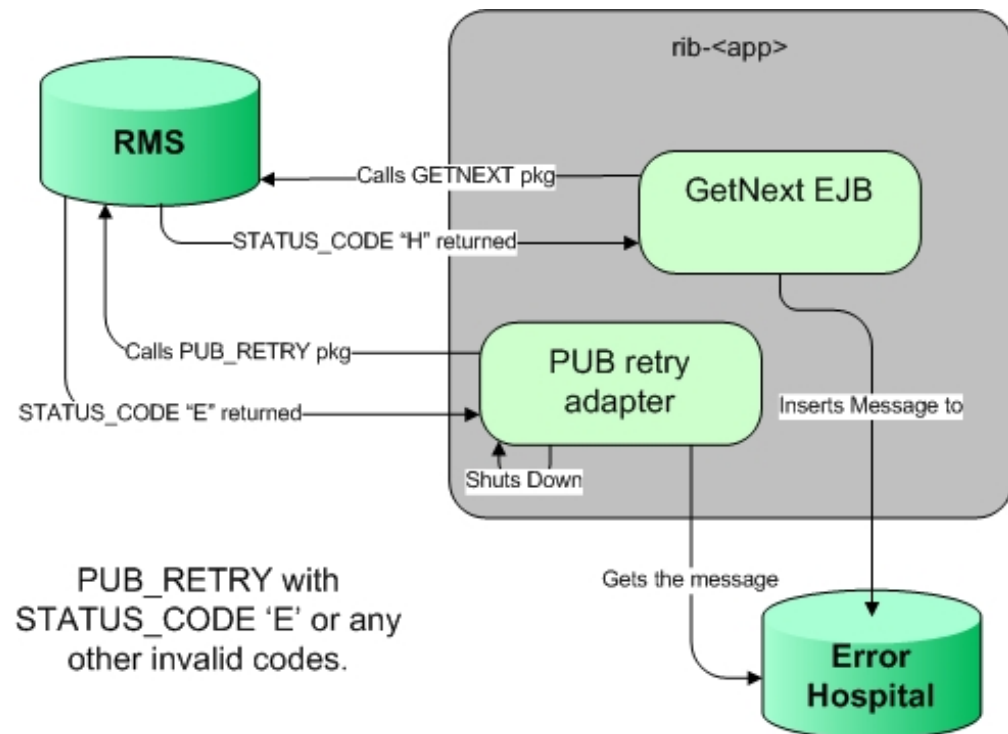 rib-<app>
RMS
Calls GETNEXT pkg
GetNext EJB
STATUS_CODE “H” returned
Calls PUB_RETRY pkg
PUB retry
adapter
STATUS_CODE “E” returned
Inserts Message to
Shuts Down
Gets the message
PUB_RETRY with
STATUS_CODE ‘E’ or any
other invalid codes.
Error
Hospital